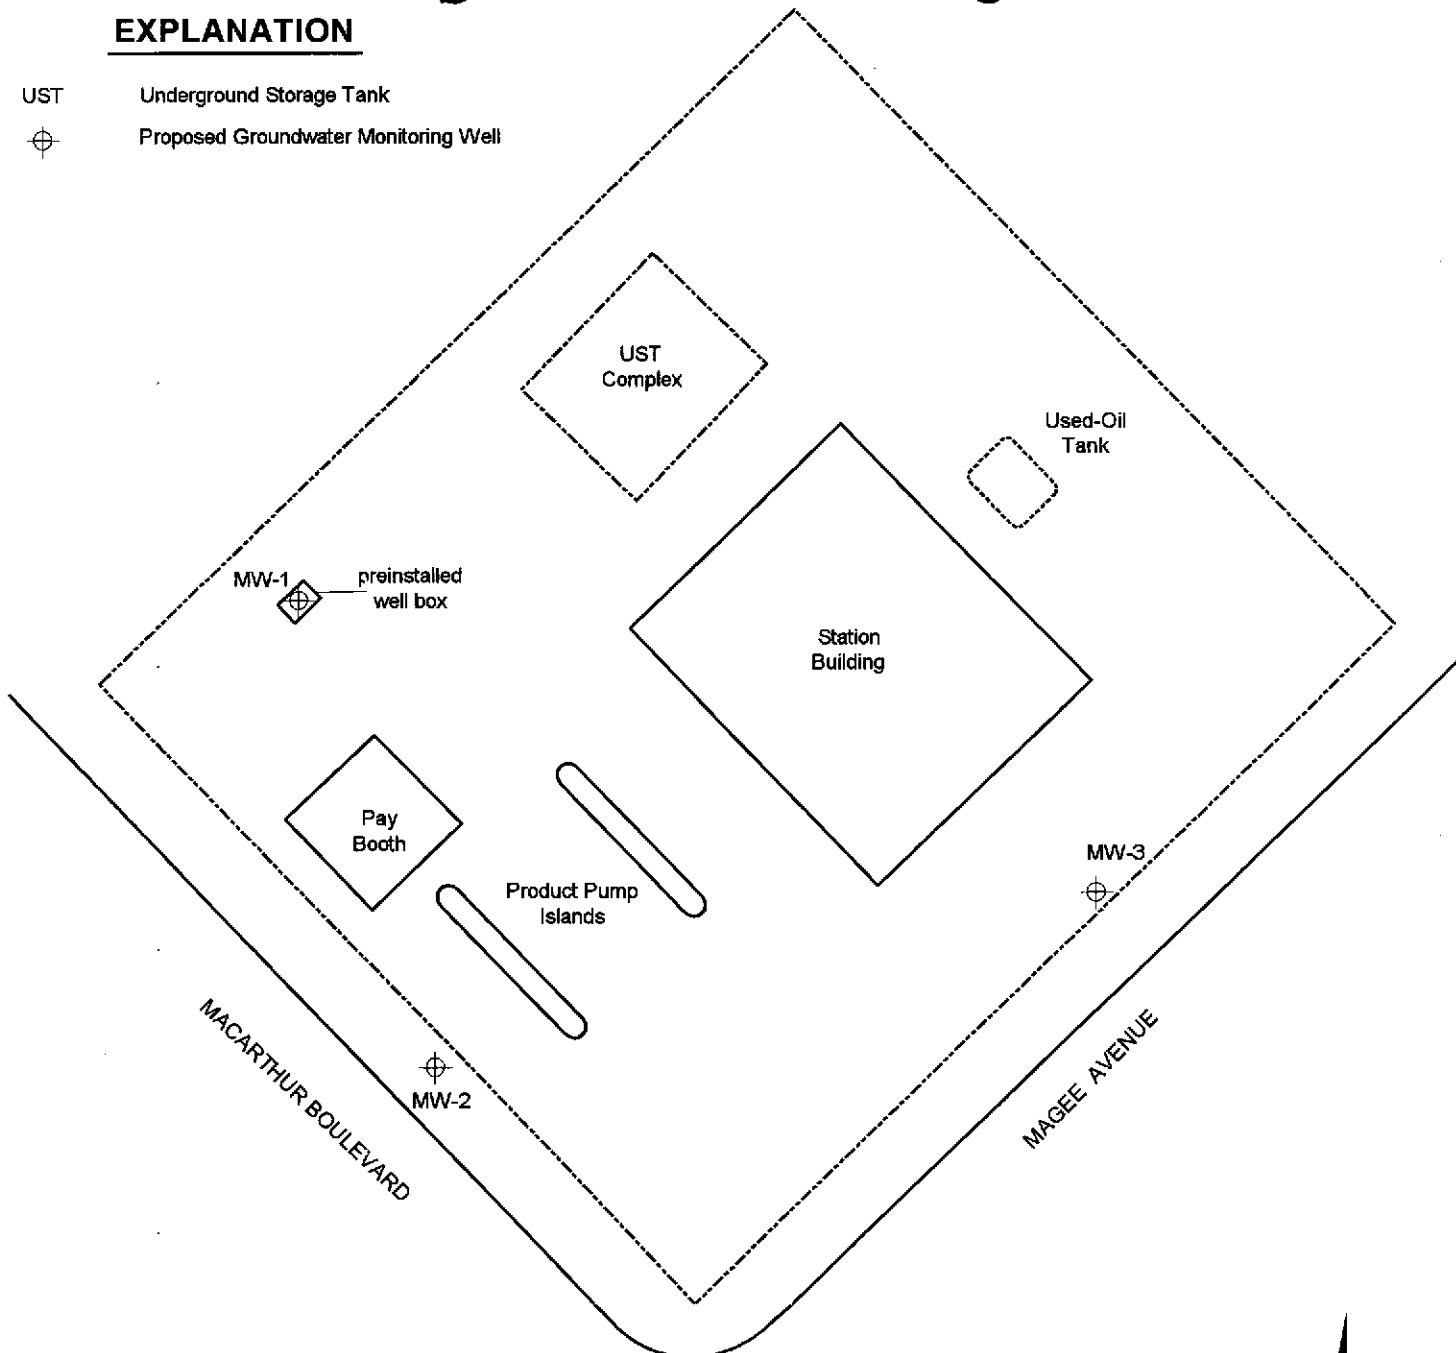 EXPLANATION
UST Underground Storage Tank
Proposed Groundwater Monitoring Well
UST
Complex
Used-Oil
Tank
MW-1
preinstalled
well box
Station
Building
Pay
Booth
MW-3
Product Pump
Islands
MW-2
MACARTHUR BOULEVARD
MAGEE AVENUE